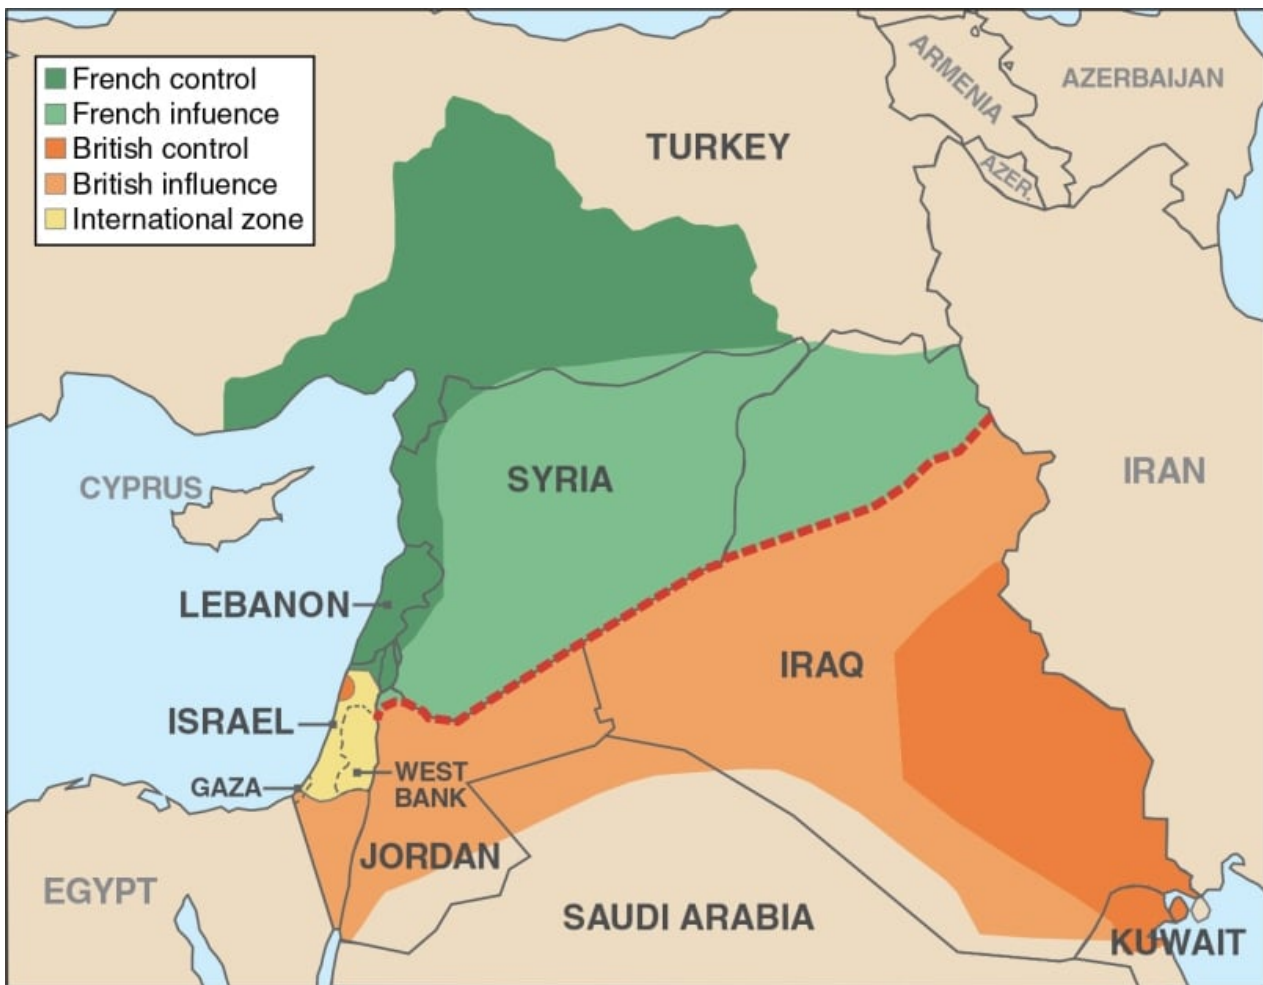 French control
French infuence
British control
British influence
International zone
ARMENIA
AZERBAIJAN
TURKEY
AZER.
CYPRUS
SYRIA
IRAN
LEBANON
IRAQ
ISRAEL
GAZA
WEST
BANK
JORDAN
EGYPT
SAUDI ARABIA
KUWAIT